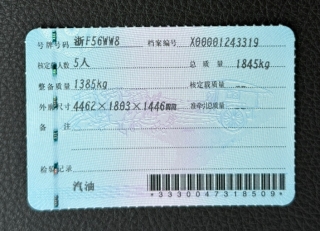 号牌号码 浙F56WW8 档案编号 X00001243319
核定载人数 5人 总质量 1845kg
整备质量 1385kg 核定载质量 --
外廓尺寸 4462×1803×1446mm 准牵引总质量 --
备注
检验记录
汽油
*3330047318509*